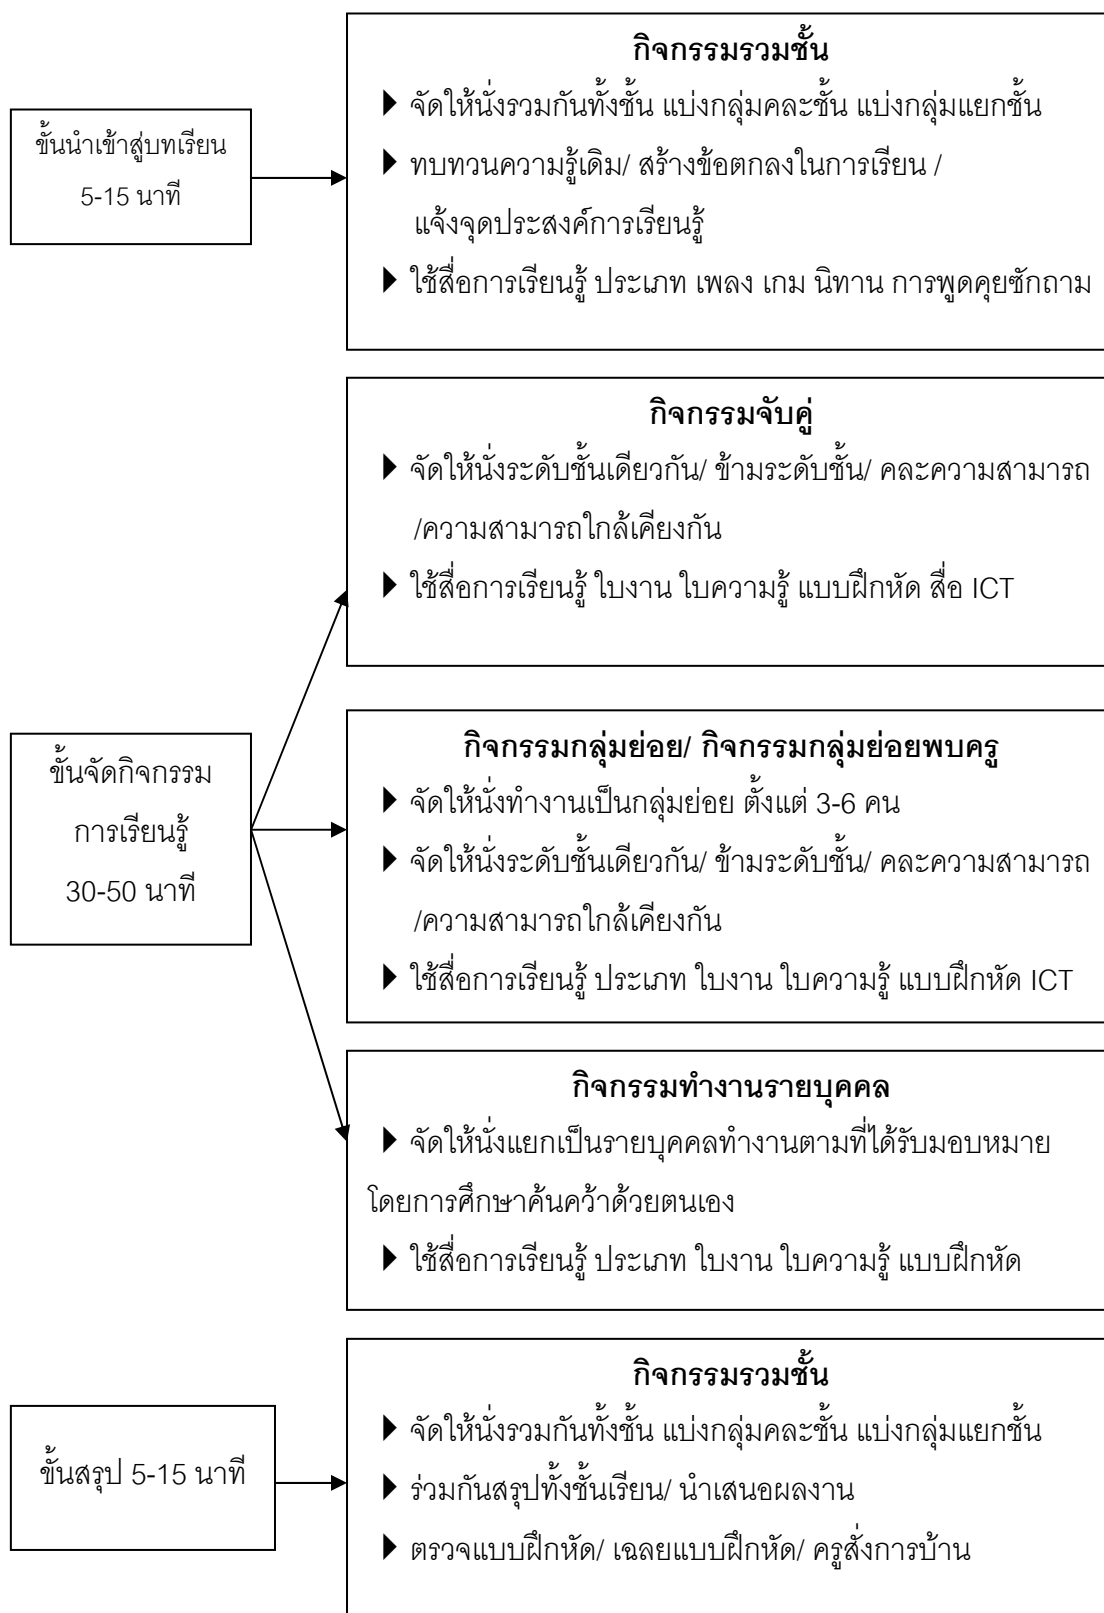 ขั้นนำเข้าสู่บทเรียน
5-15 นาที
กิจกรรมรวมชั้น
▶ จัดให้นั่งรวมกันทั้งชั้น แบ่งกลุ่มคละชั้น แบ่งกลุ่มแยกชั้น
▶ ทบทวนความรู้เดิม/ สร้างข้อตกลงในการเรียน /
แจ้งจุดประสงค์การเรียนรู้
▶ ใช้สื่อการเรียนรู้ ประเภท เพลง เกม นิทาน การพูดคุยซักถาม
ขั้นจัดกิจกรรม
การเรียนรู้
30-50 นาที
กิจกรรมจับคู่
▶ จัดให้นั่งระดับชั้นเดียวกัน/ ข้ามระดับชั้น/ คละความสามารถ
/ความสามารถใกล้เคียงกัน
▶ ใช้สื่อการเรียนรู้ ใบงาน ใบความรู้ แบบฝึกหัด สื่อ ICT
กิจกรรมกลุ่มย่อย/ กิจกรรมกลุ่มย่อยพบครู
▶ จัดให้นั่งทำงานเป็นกลุ่มย่อย ตั้งแต่ 3-6 คน
▶ จัดให้นั่งระดับชั้นเดียวกัน/ ข้ามระดับชั้น/ คละความสามารถ
/ความสามารถใกล้เคียงกัน
▶ ใช้สื่อการเรียนรู้ ประเภท ใบงาน ใบความรู้ แบบฝึกหัด ICT
กิจกรรมทำงานรายบุคคล
▶ จัดให้นั่งแยกเป็นรายบุคคลทำงานตามที่ได้รับมอบหมาย
โดยการศึกษาค้นคว้าด้วยตนเอง
▶ ใช้สื่อการเรียนรู้ ประเภท ใบงาน ใบความรู้ แบบฝึกหัด
ขั้นสรุป 5-15 นาที
กิจกรรมรวมชั้น
▶ จัดให้นั่งรวมกันทั้งชั้น แบ่งกลุ่มคละชั้น แบ่งกลุ่มแยกชั้น
▶ ร่วมกันสรุปทั้งชั้นเรียน/ นำเสนอผลงาน
▶ ตรวจแบบฝึกหัด/ เฉลยแบบฝึกหัด/ ครูสั่งการบ้าน